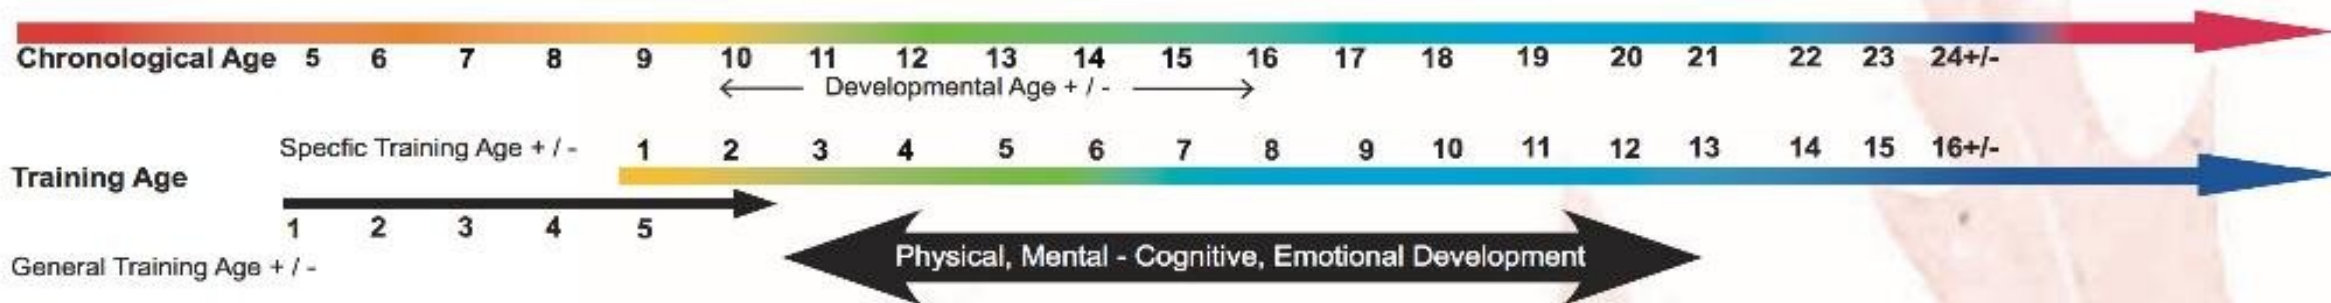 Chronological Age 5 6 7 8 9 10 11 12 13 14 15 16 17 18 19 20 21 22 23 24+/-
Developmental Age + / -
Specfic Training Age + / - 1 2 3 4 5 6 7 8 9 10 11 12 13 14 15 16+/-
Training Age
1 2 3 4 5
General Training Age + / -
Physical, Mental - Cognitive, Emotional Development